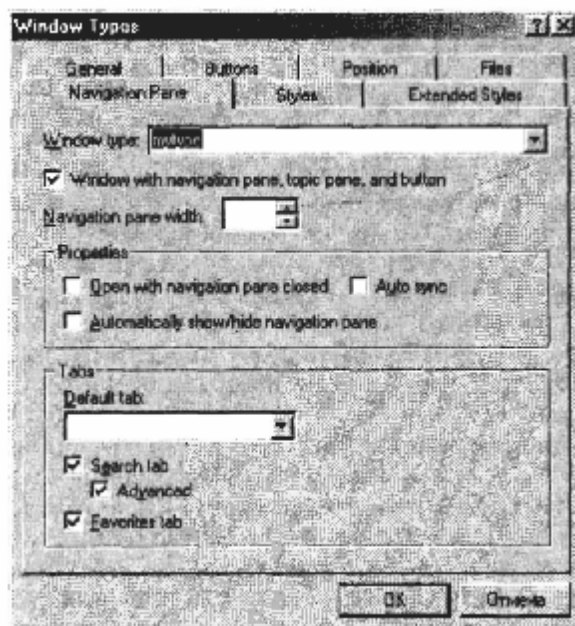 Window Types
General Buttons Position Files
Navigation Pane Styles Extended Styles
Window type: mytype
Window with navigation pane, topic pane, and button
Navigation pane width:
Properties
Open with navigation pane closed Auto sync
Automatically show/hide navigation pane
Tabs
Default tab:
Search tab
Advanced
Favorites tab
OK Отмена